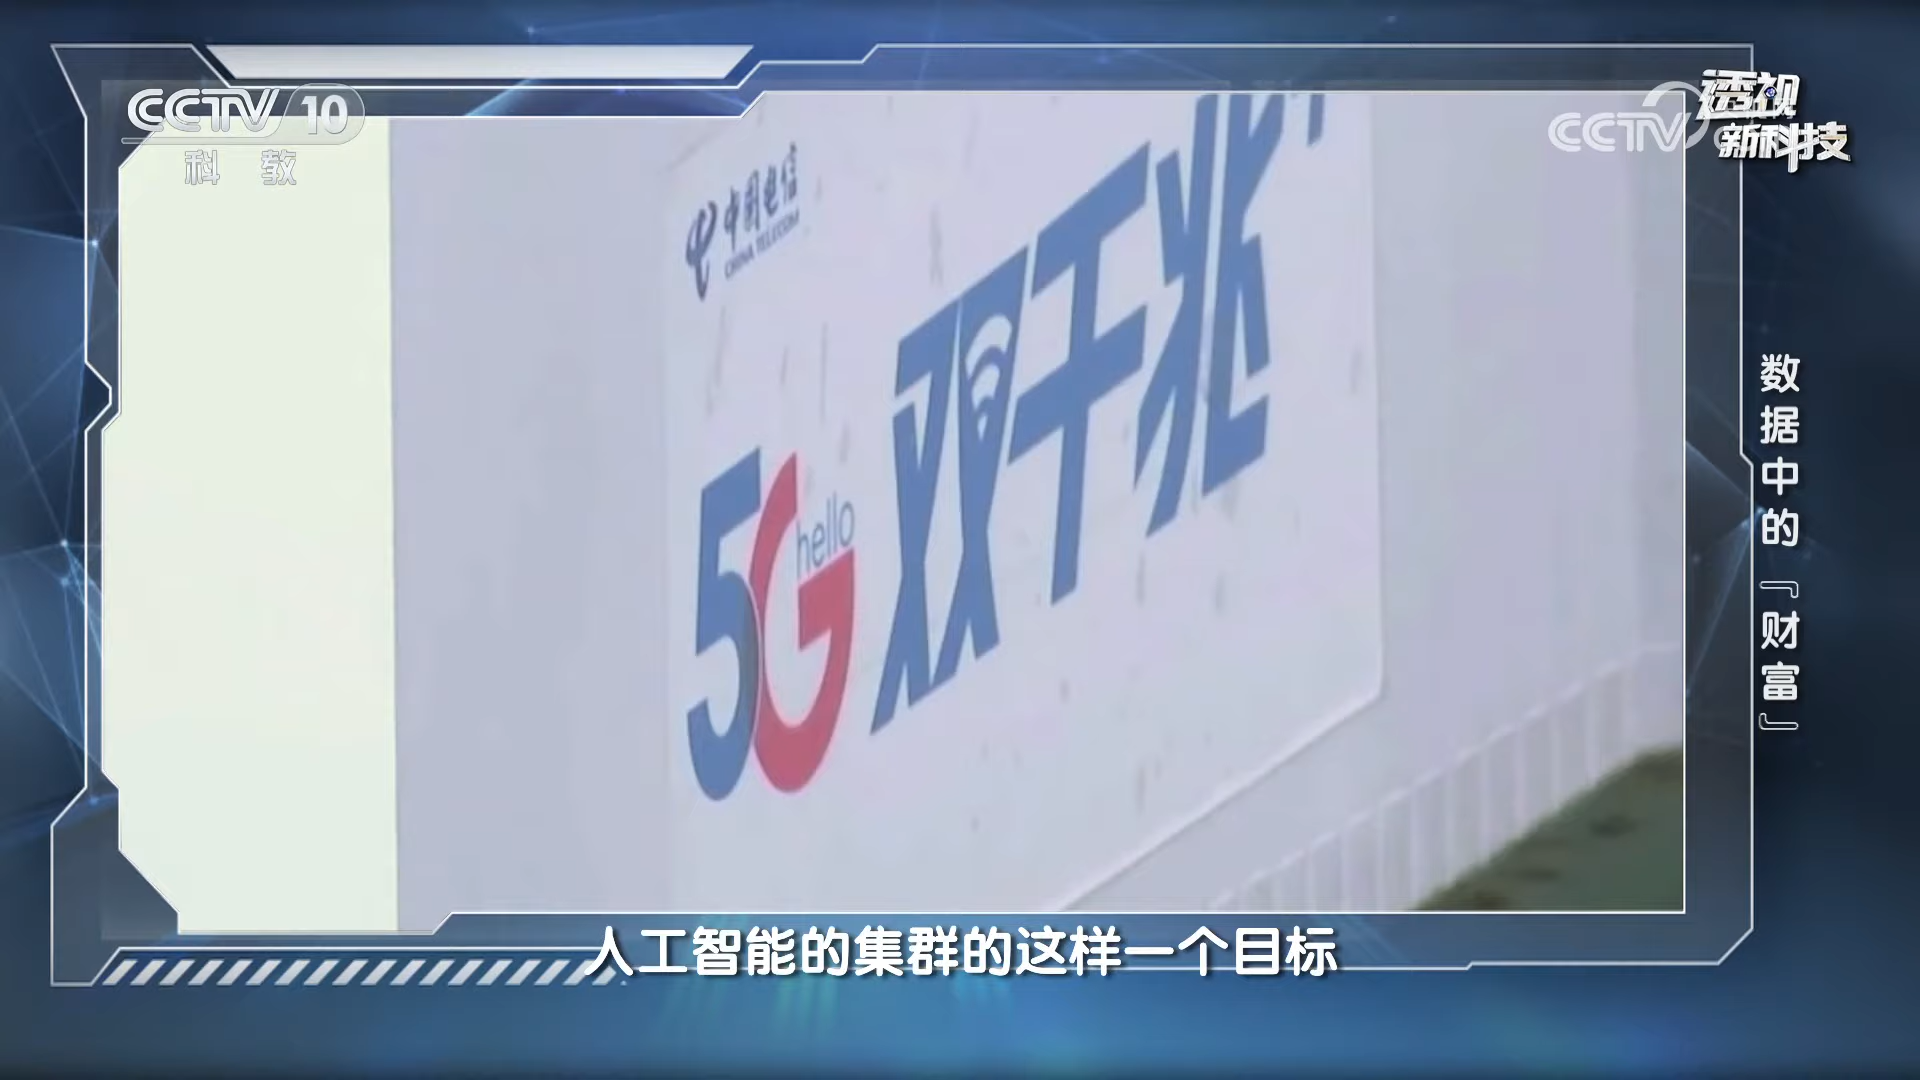 CCTV 10
科 教
CCTV
透视
新科技
中国电信
CHINA TELECOM
5G
hello
双千兆
数据中的『财富』
人工智能的集群的这样一个目标